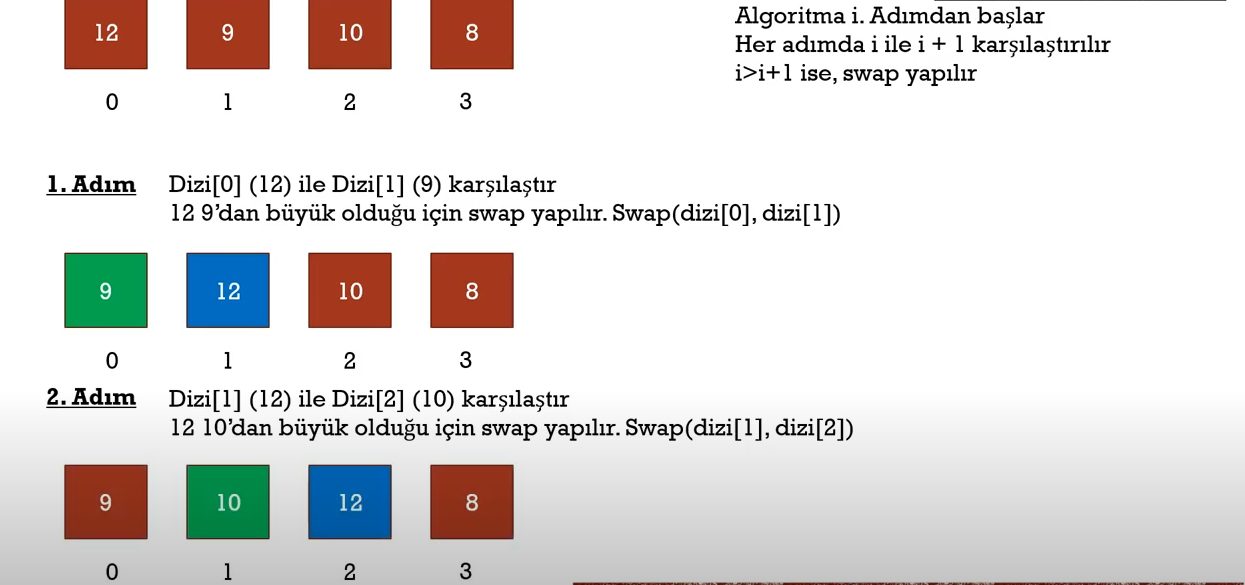 12 9 10 8
0 1 2 3
Algoritma i. Adımdan başlar
Her adımda i ile i + 1 karşılaştırılır
i>i+1 ise, swap yapılır
1. Adım Dizi[0] (12) ile Dizi[1] (9) karşılaştır
12 9’dan büyük olduğu için swap yapılır. Swap(dizi[0], dizi[1])
9 12 10 8
0 1 2 3
2. Adım Dizi[1] (12) ile Dizi[2] (10) karşılaştır
12 10’dan büyük olduğu için swap yapılır. Swap(dizi[1], dizi[2])
9 10 12 8
0 1 2 3